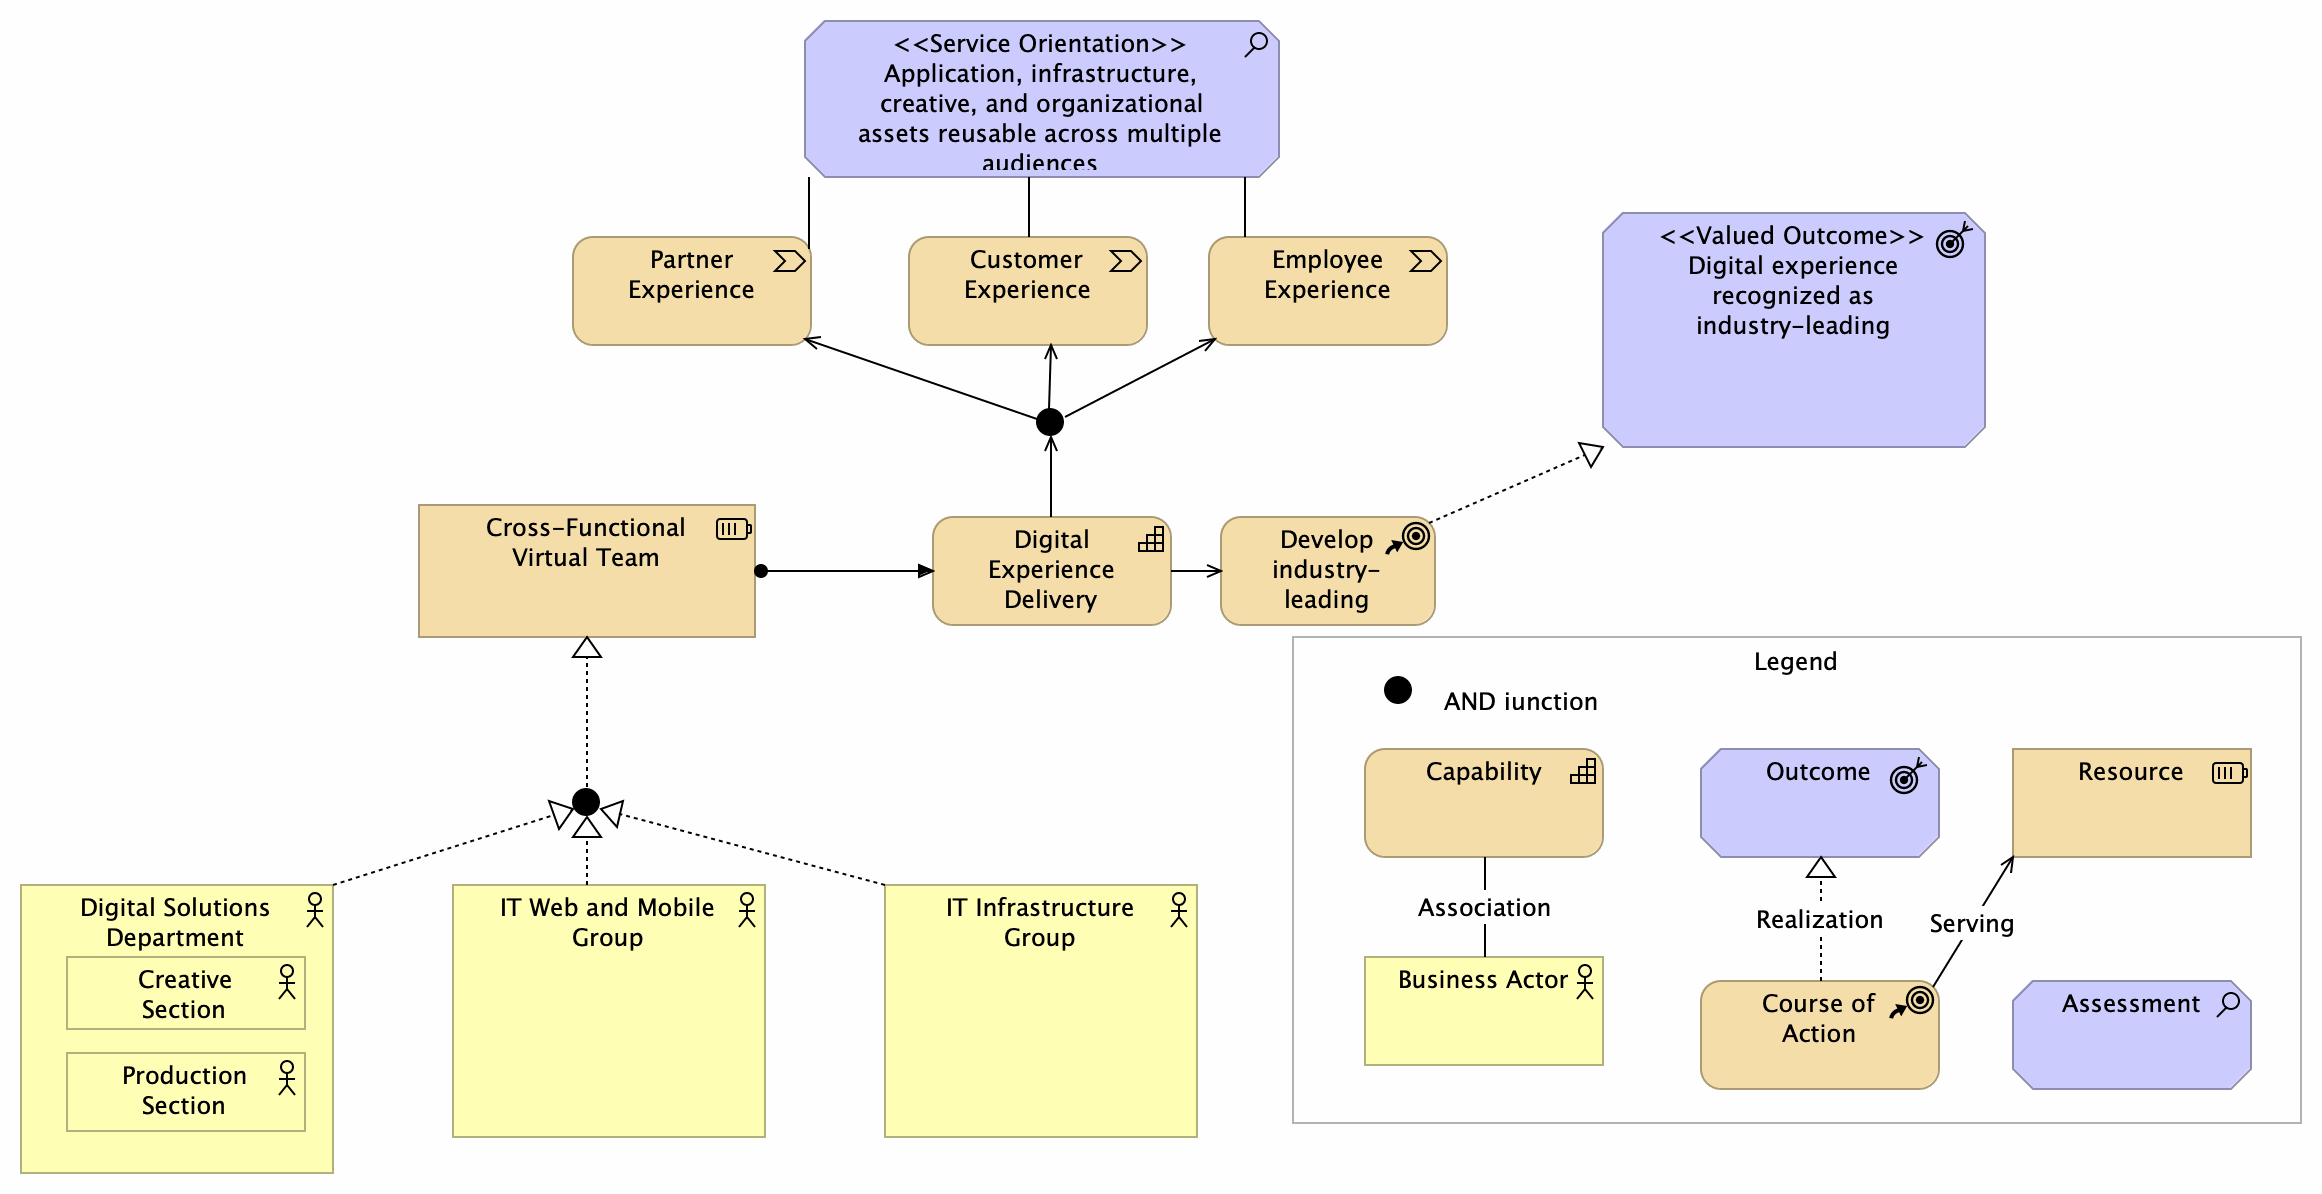 <<Service Orientation>>
Application, infrastructure,
creative, and organizational
assets reusable across multiple
audiences
Partner
Experience
Customer
Experience
Employee
Experience
<<Valued Outcome>>
Digital experience
recognized as
industry-leading
Cross-Functional
Virtual Team
Digital
Experience
Delivery
Develop
industry-
leading
Legend
AND iunction
Capability
Outcome
Resource
Association
Realization
Serving
Business Actor
Course of
Action
Assessment
Digital Solutions
Department
Creative
Section
Production
Section
IT Web and Mobile
Group
IT Infrastructure
Group